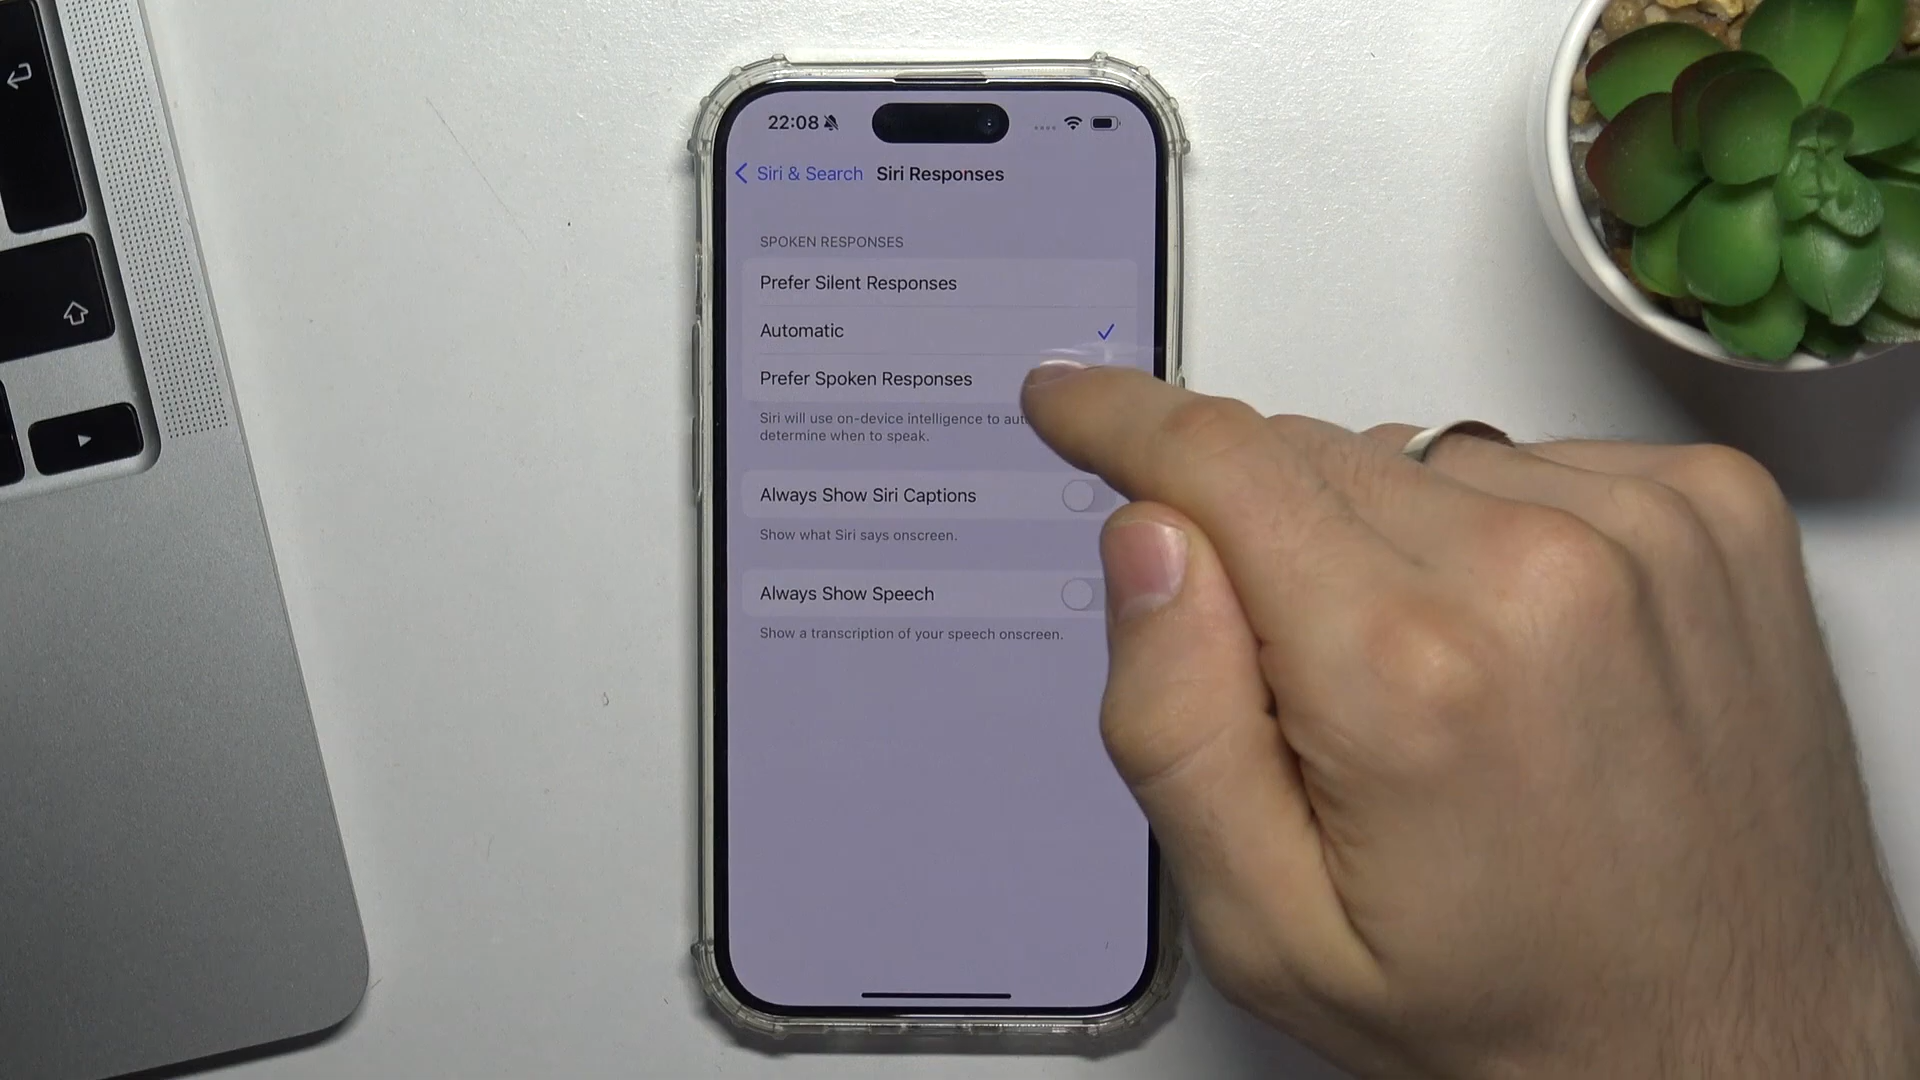 22:08
Siri & Search
Siri Responses
SPOKEN RESPONSES
Prefer Silent Responses
Automatic
Prefer Spoken Responses
Siri will use on-device intelligence to
determine when to speak.
Always Show Siri Captions
Show what Siri says onscreen.
Always Show Speech
Show a transcription of your speech onscreen.